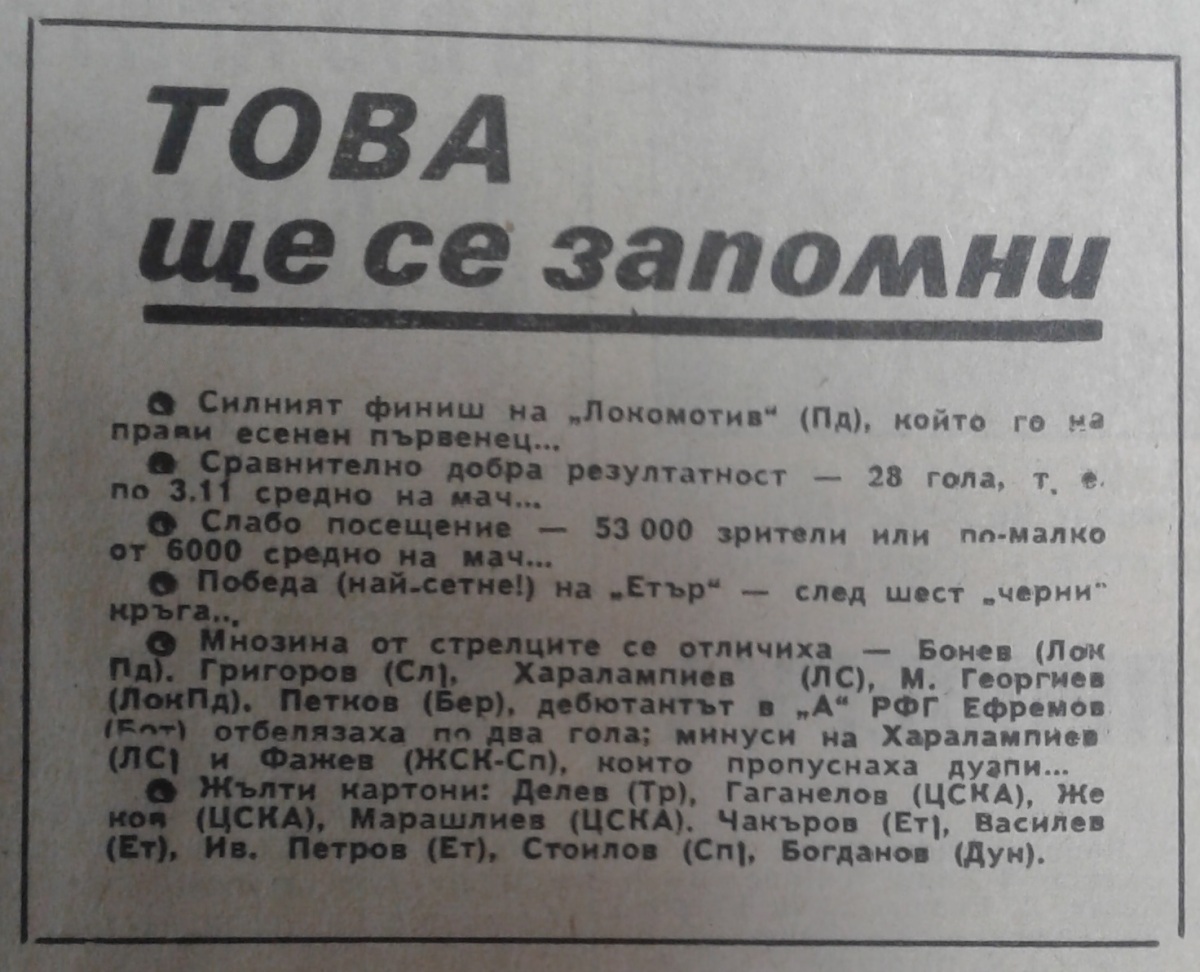 ТОВА
ще се запомни
Силният финиш на „Локомотив“ (Пд), който го на
прави есенен първенец...
Сравнително добра резултатност — 28 гола, т. е.
по 3.11 средно на мач...
Слабо посещение — 53 000 зрители или по-малко
от 6000 средно на мач...
Победа (най-сетне!) на „Етър“ — след шест „черни“
кръга...
Мнозина от стрелците се отличиха — Бонев (Лок
Пд). Григоров (Сл), Харалампиев (ЛС), М. Георгиев
(ЛокПд). Петков (Бер), дебютантът в „А“ РФГ Ефремов
(Бот) отбелязаха по два гола; минуси на Харалампиев
(ЛС) и Фажев (ЖСК-Сп), които пропуснаха дузпи...
Жълти картони: Делев (Тр), Гаганелов (ЦСКА), Же
ков (ЦСКА), Марашлиев (ЦСКА). Чакъров (Ет), Василев
(Ет), Ив. Петров (Ет), Стоилов (Сп), Богданов (Дун).